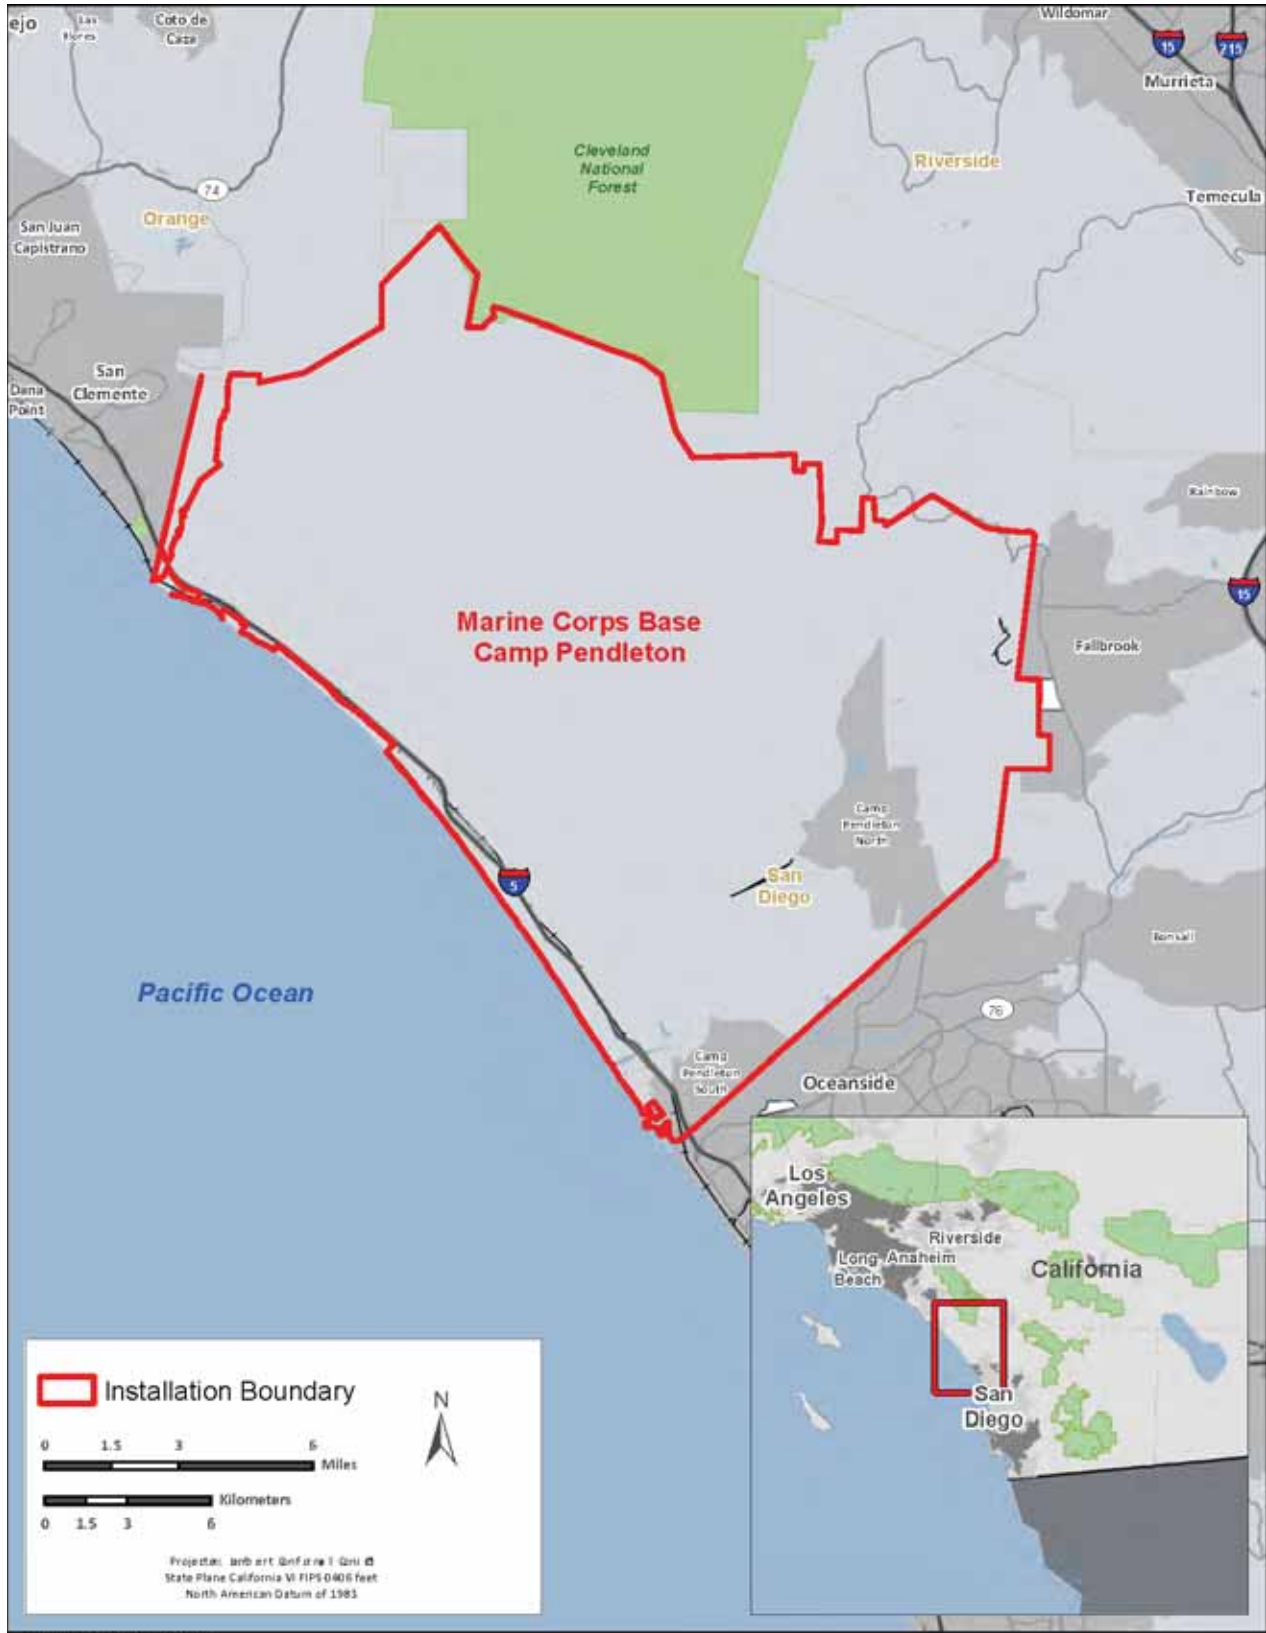 ejo
Las
Flores
Coto de
Caza
Wildomar
15
215
Murrieta
Cleveland
National
Forest
Riverside
74
Temecula
Orange
San Juan
Capistrano
San
Clemente
Dana
Point
Rainbow
15
Marine Corps Base
Camp Pendleton
Fallbrook
Camp
Pendleton
North
San
Diego
5
Bonsall
Pacific Ocean
76
Camp
Pendleton
South
Oceanside
Los
Angeles
Riverside
Long
Beach
Anaheim
California
San
Diego
Installation Boundary
N
0 1.5 3 6
Miles
Kilometers
0 1.5 3 6
State Plane California VI FIPS 0406 feet
North American Datum of 1983